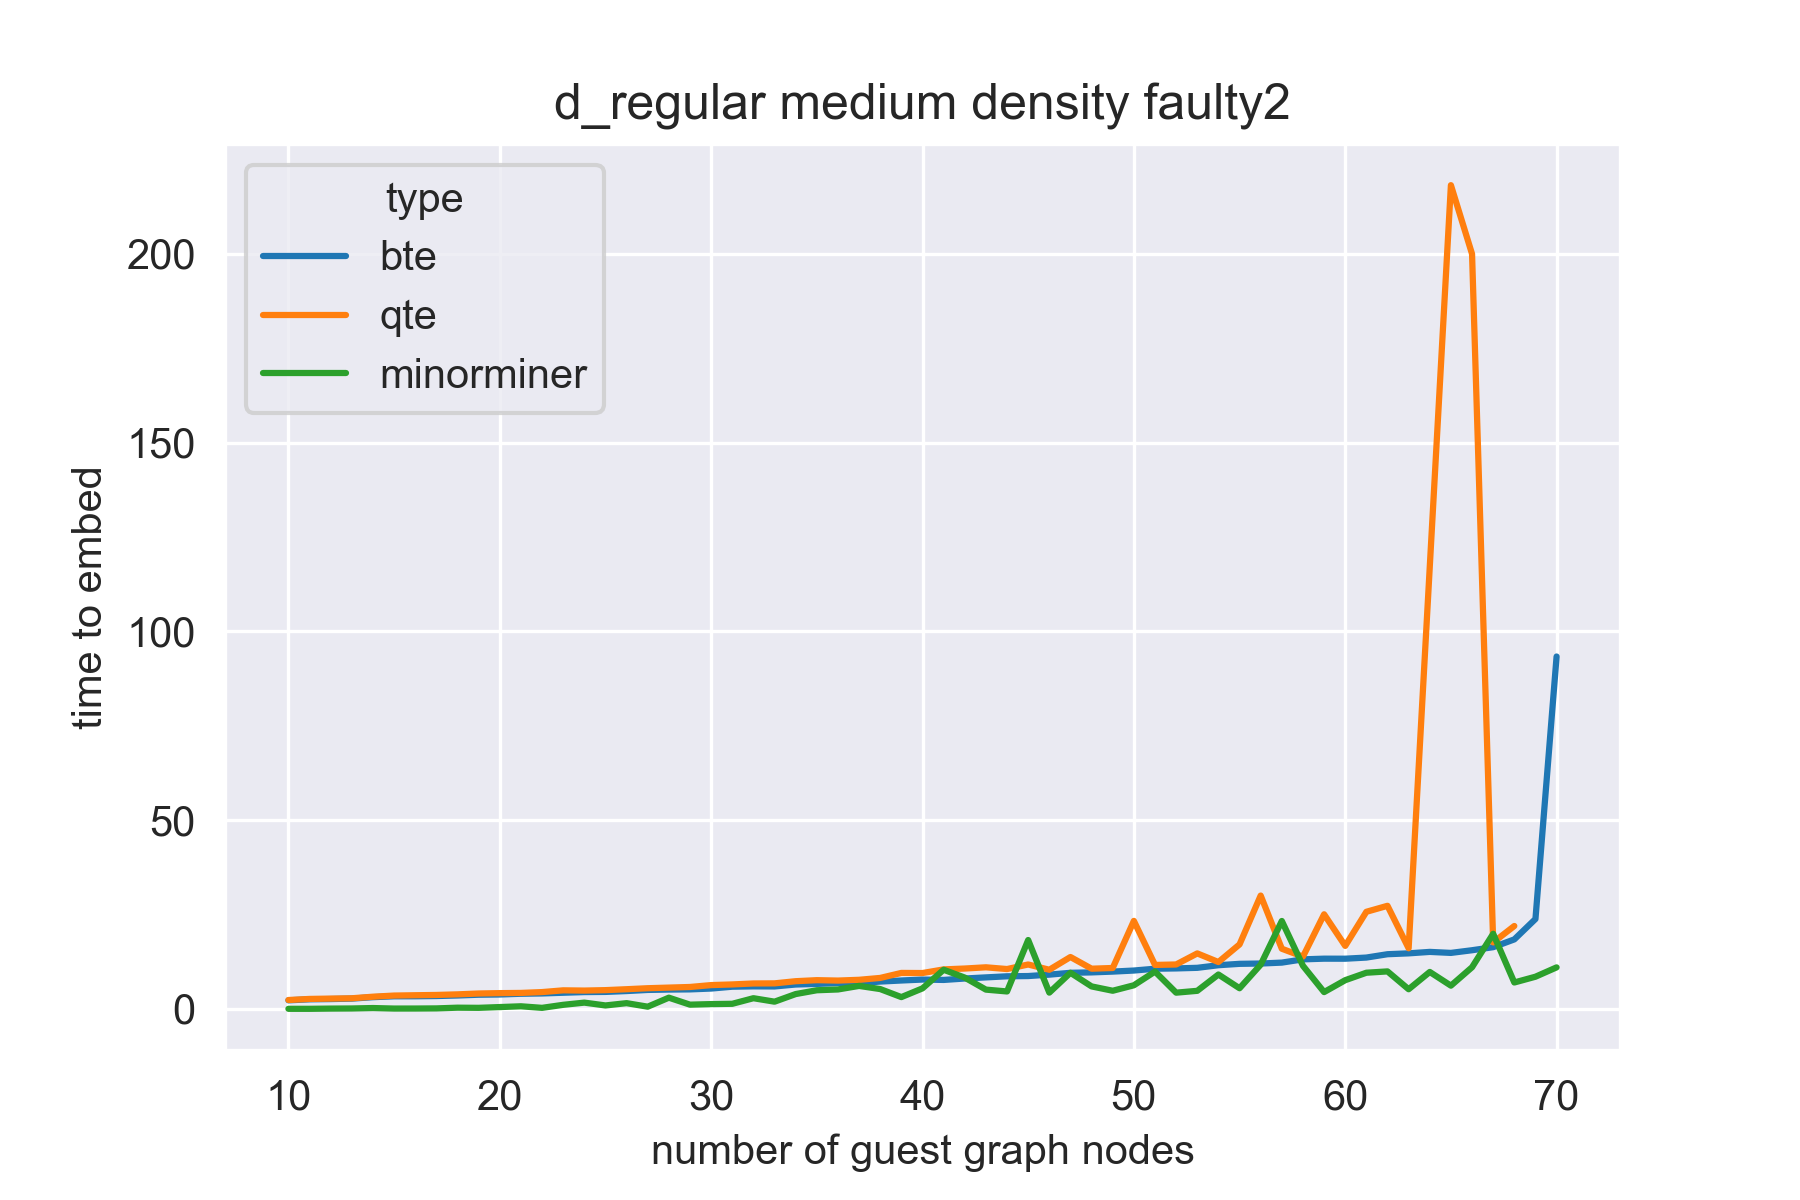 d_regular medium density faulty2
type
bte
qte
minorminer
time to embed
200
150
100
50
0
10 20 30 40 50 60 70
number of guest graph nodes